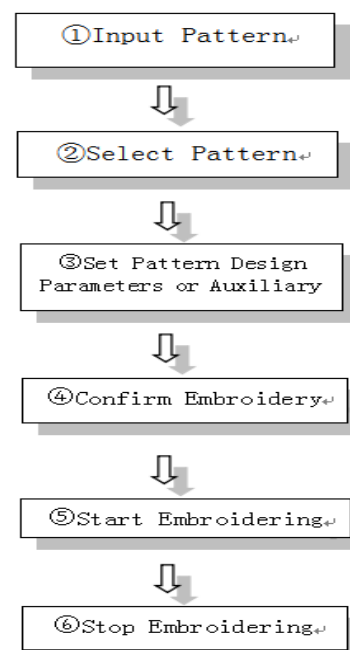 ①Input Pattern↵
②Select Pattern↵
③Set Pattern Design
Parameters or Auxiliary
④Confirm Embroidery↵
⑤Start Embroidering↵
⑥Stop Embroidering↵